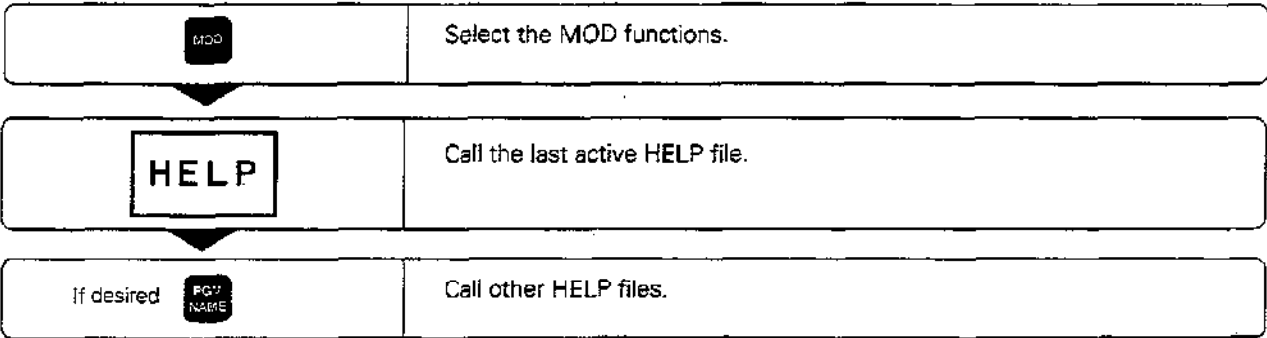 MOD
Select the MOD functions.
HELP
Call the last active HELP file.
If desired
PGM
NAME
Call other HELP files.